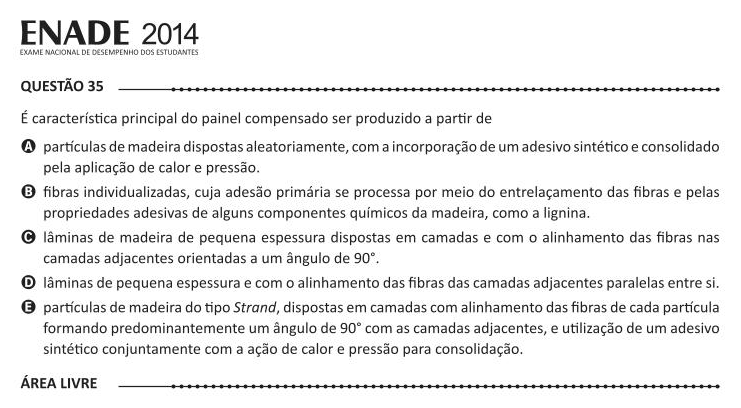 ENADE 2014
EXAME NACIONAL DE DESEMPENHO DOS ESTUDANTES
QUESTÃO 35
É característica principal do painel compensado ser produzido a partir de
A partículas de madeira dispostas aleatoriamente, com a incorporação de um adesivo sintético e consolidado
pela aplicação de calor e pressão.
B fibras individualizadas, cuja adesão primária se processa por meio do entrelaçamento das fibras e pelas
propriedades adesivas de alguns componentes químicos da madeira, como a lignina.
C lâminas de madeira de pequena espessura dispostas em camadas e com o alinhamento das fibras nas
camadas adjacentes orientadas a um ângulo de 90°.
D lâminas de pequena espessura e com o alinhamento das fibras das camadas adjacentes paralelas entre si.
E partículas de madeira do tipo Strand, dispostas em camadas com alinhamento das fibras de cada partícula
formando predominantemente um ângulo de 90° com as camadas adjacentes, e utilização de um adesivo
sintético conjuntamente com a ação de calor e pressão para consolidação.
ÁREA LIVRE